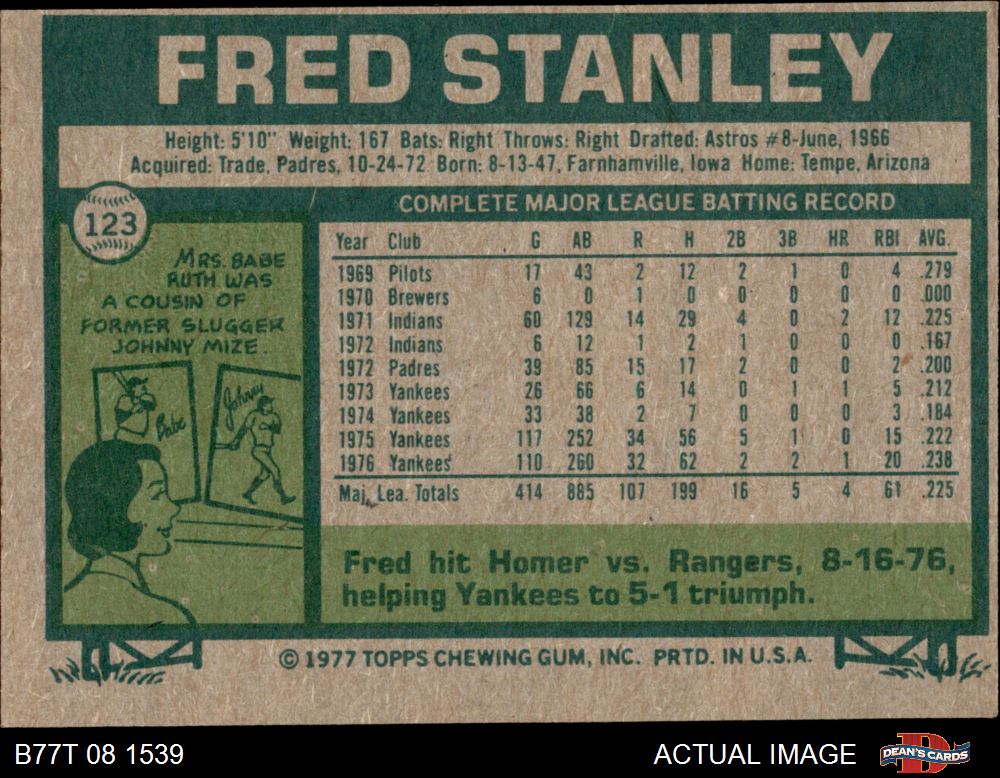 FRED STANLEY
Height: 5'10" Weight: 167 Bats: Right Throws: Right Drafted: Astros #8-June, 1966
Acquired: Trade, Padres, 10-24-72 Born: 8-13-47, Farnhamville, Iowa Home: Tempe, Arizona
123
MRS. BABE
RUTH WAS
A COUSIN OF
FORMER SLUGGER
JOHNNY MIZE.
Babe
Johnny
COMPLETE MAJOR LEAGUE BATTING RECORD
Year Club G AB R H 2B 3B HR RBI AVG.
1969 Pilots 17 43 2 12 2 1 0 4 .279
1970 Brewers 6 0 1 0 0 0 0 0 .000
1971 Indians 60 129 14 29 4 0 2 12 .225
1972 Indians 6 12 1 2 1 0 0 0 .167
1972 Padres 39 85 15 17 2 0 0 2 .200
1973 Yankees 26 66 6 14 0 1 1 5 .212
1974 Yankees 33 38 2 7 0 0 0 3 .184
1975 Yankees 117 252 34 56 5 1 0 15 .222
1976 Yankees 110 260 32 62 2 2 1 20 .238
Maj. Lea. Totals 414 885 107 199 16 5 4 61 .225
Fred hit Homer vs. Rangers, 8-16-76,
helping Yankees to 5-1 triumph.
© 1977 TOPPS CHEWING GUM, INC. PRTD. IN U.S.A.
B77T 08 1539
ACTUAL IMAGE
D
DEAN'S CARDS